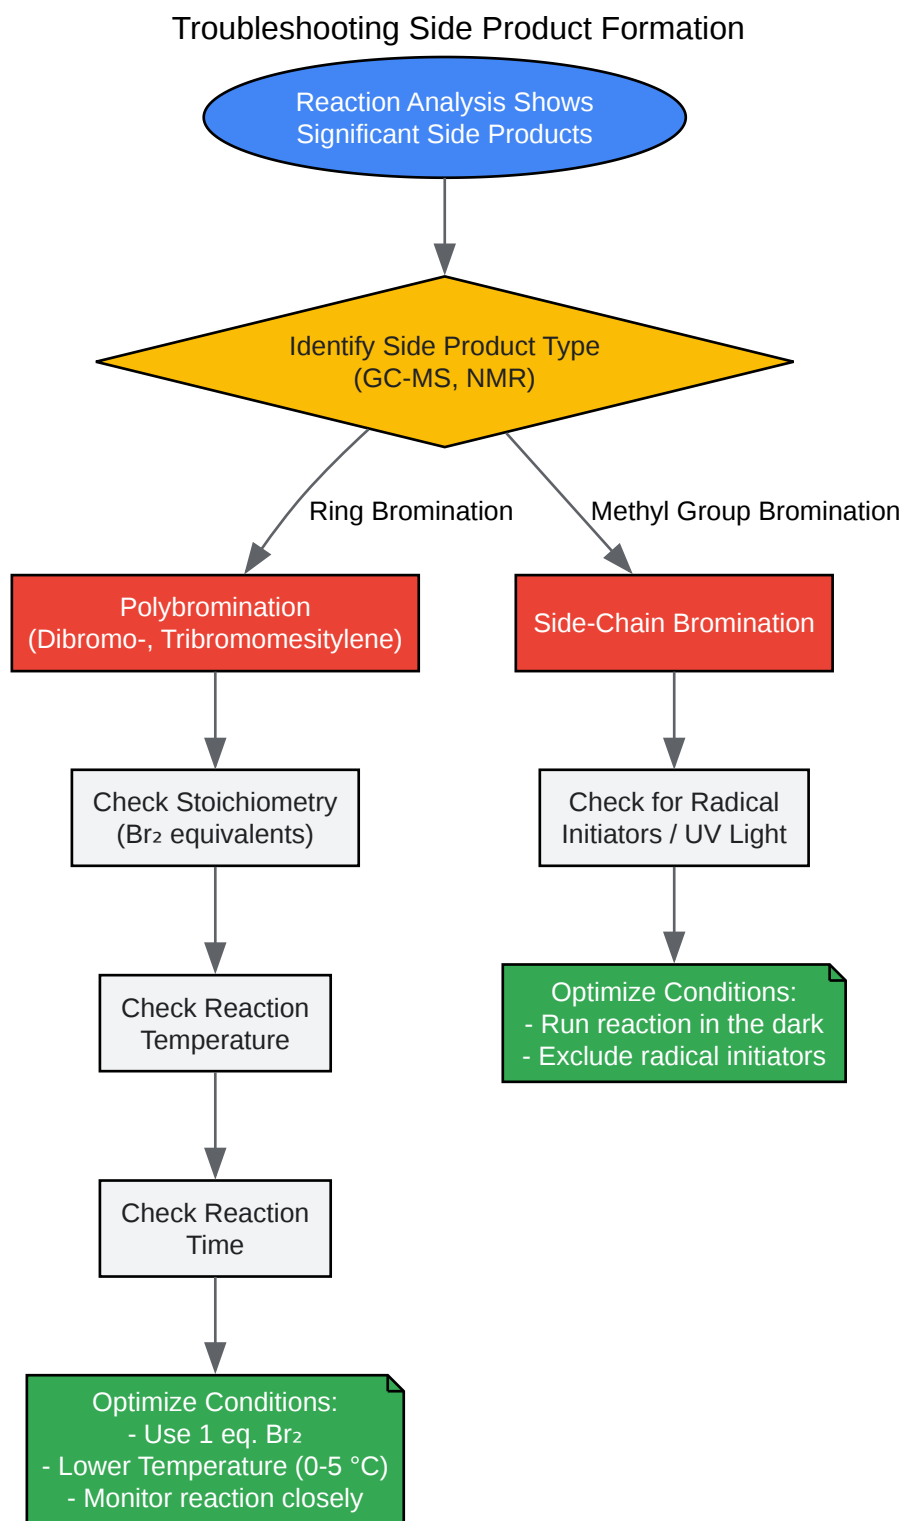 Troubleshooting Side Product Formation
Reaction Analysis Shows
Significant Side Products
Identify Side Product Type
(GC-MS, NMR)
Ring Bromination
Methyl Group Bromination
Polybromination
(Dibromo-, Tribromomesitylene)
Side-Chain Bromination
Check Stoichiometry
(Br₂ equivalents)
Check for Radical
Initiators / UV Light
Check Reaction
Temperature
Optimize Conditions:
- Run reaction in the dark
- Exclude radical initiators
Check Reaction
Time
Optimize Conditions:
- Use 1 eq. Br₂
- Lower Temperature (0-5 °C)
- Monitor reaction closely